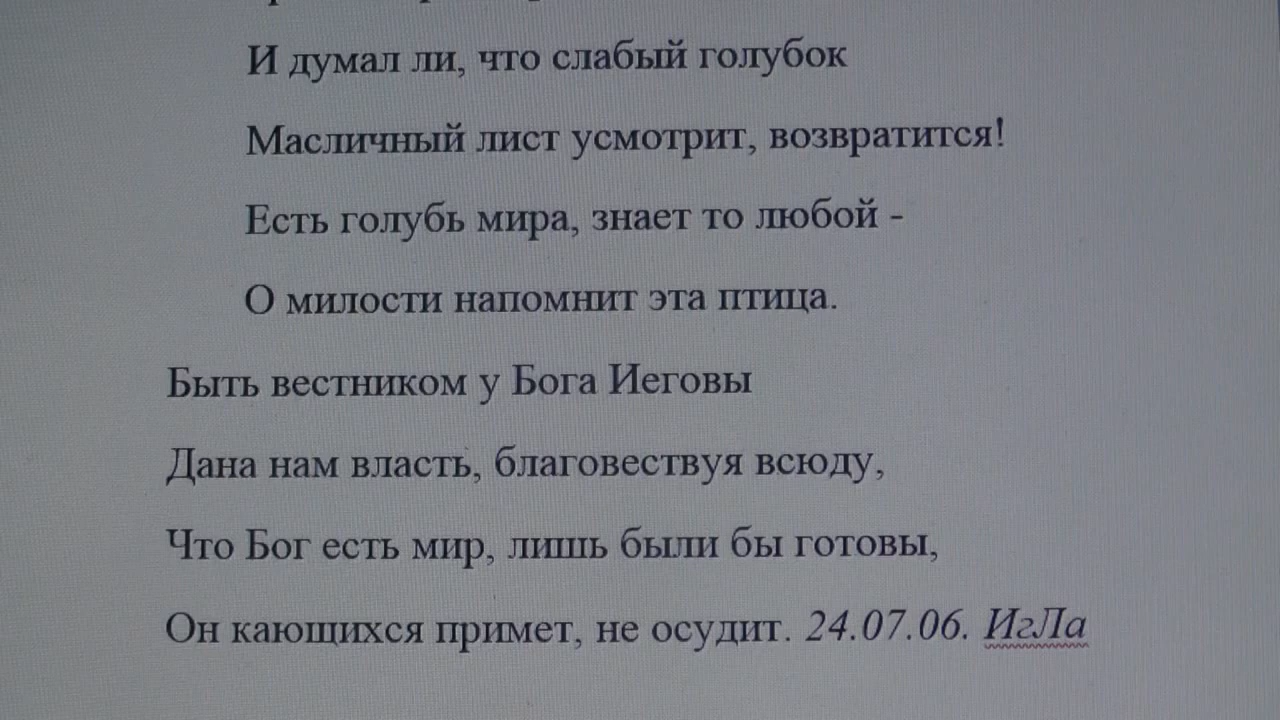 И думал ли, что слабый голубок
Масличный лист усмотрит, возвратится!
Есть голубь мира, знает то любой -
О милости напомнит эта птица.
Быть вестником у Бога Иеговы
Дана нам власть, благовествуя всюду,
Что Бог есть мир, лишь были бы готовы,
Он кающихся примет, не осудит. 24.07.06. ИгЛа